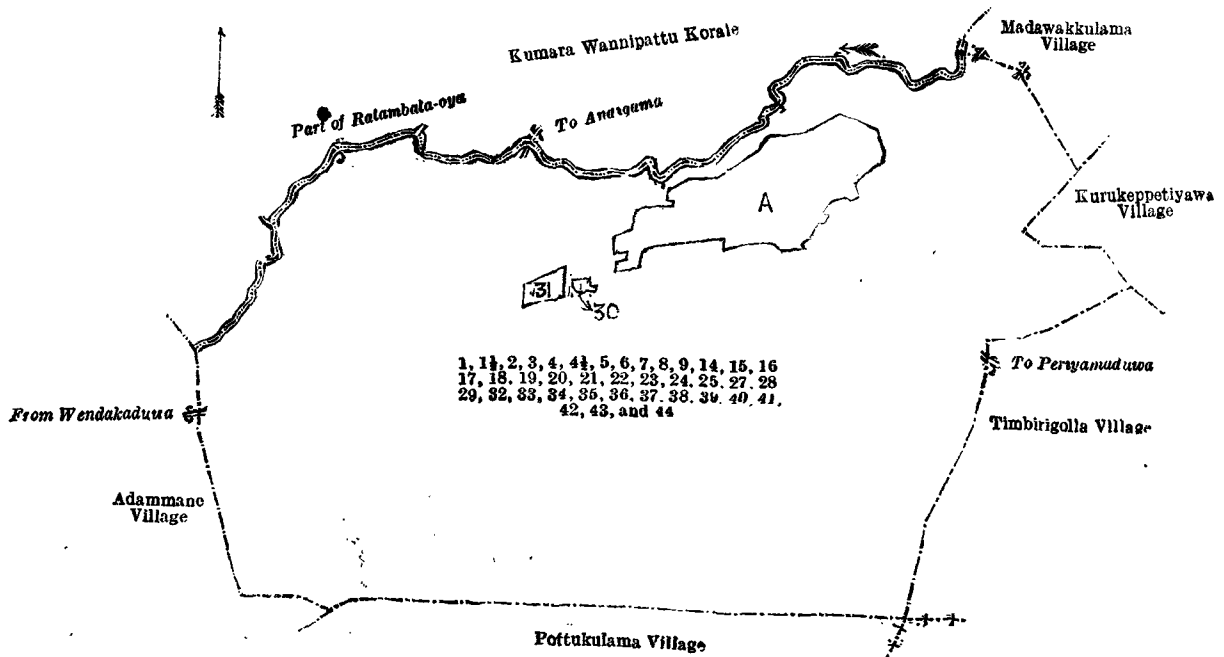 Kumara Wannipattu Korale
Madawakkulama
Village
Part of Ratambala-oya
To Andigama
Kurukeppetiyawa
Village
A
31
30
1, 1½, 2, 3, 4, 4½, 5, 6, 7, 8, 9, 14, 15, 16
17, 18. 19, 20, 21, 22, 23, 24. 25. 27. 28
29, 32, 33, 34, 35, 36. 37. 38. 39. 40. 41.
42, 43, and 44
To Periyamaduwa
From Wendakaduwa
Timbirigolla Village
Adammane
Village
Pottukulama Village